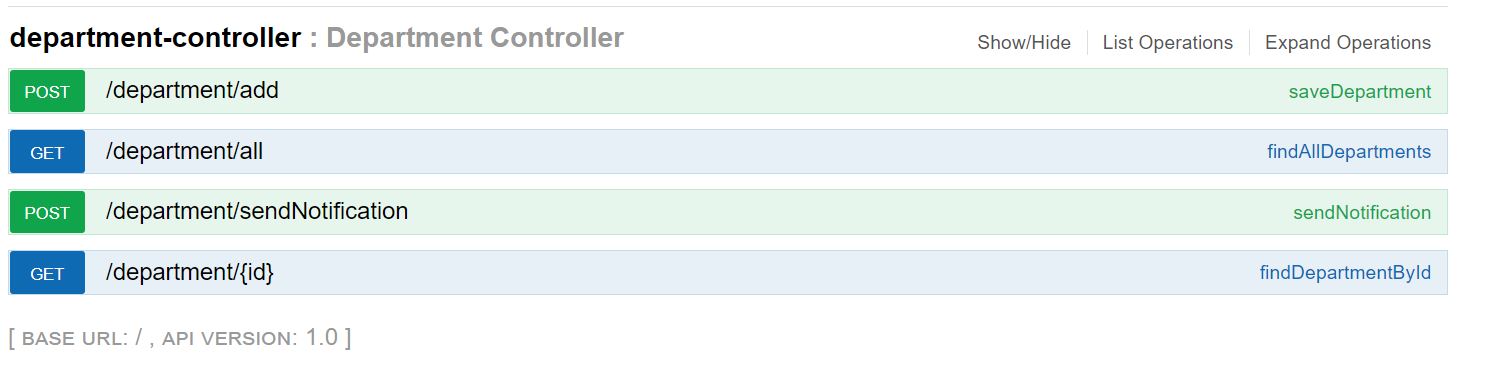 department-controller : Department Controller
Show/Hide List Operations Expand Operations
POST /department/add saveDepartment
GET /department/all findAllDepartments
POST /department/sendNotification sendNotification
GET /department/{id} findDepartmentById
[ BASE URL: / , API VERSION: 1.0 ]